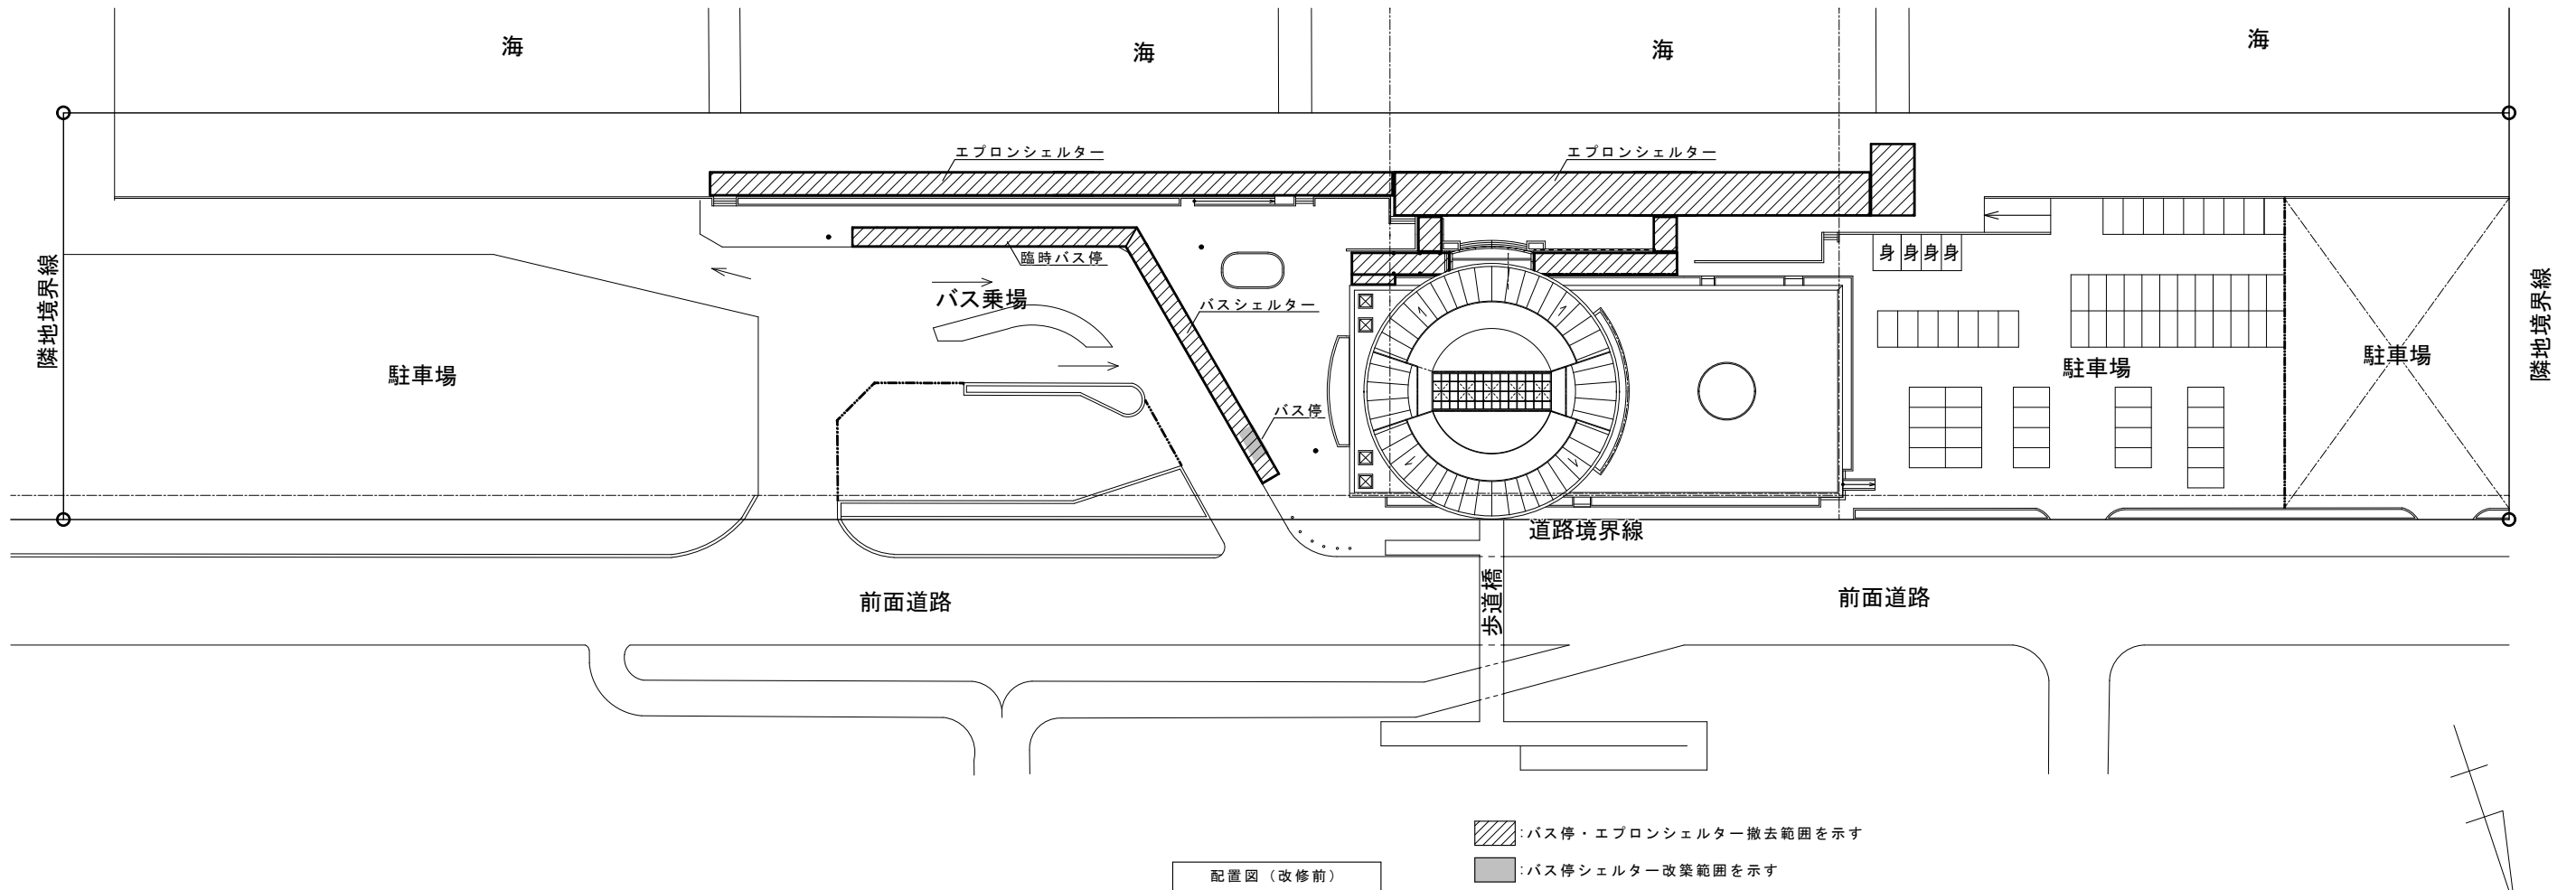 海
海
海
海
エプロンシェルター
エプロンシェルター
臨時バス停
バス乗場
バスシェルター
バス停
身
身
身
身
隣地境界線
隣地境界線
駐車場
駐車場
駐車場
道路境界線
歩道橋
前面道路
前面道路
:バス停・エプロンシェルター撤去範囲を示す
:バス停シェルター改築範囲を示す
配置図（改修前）